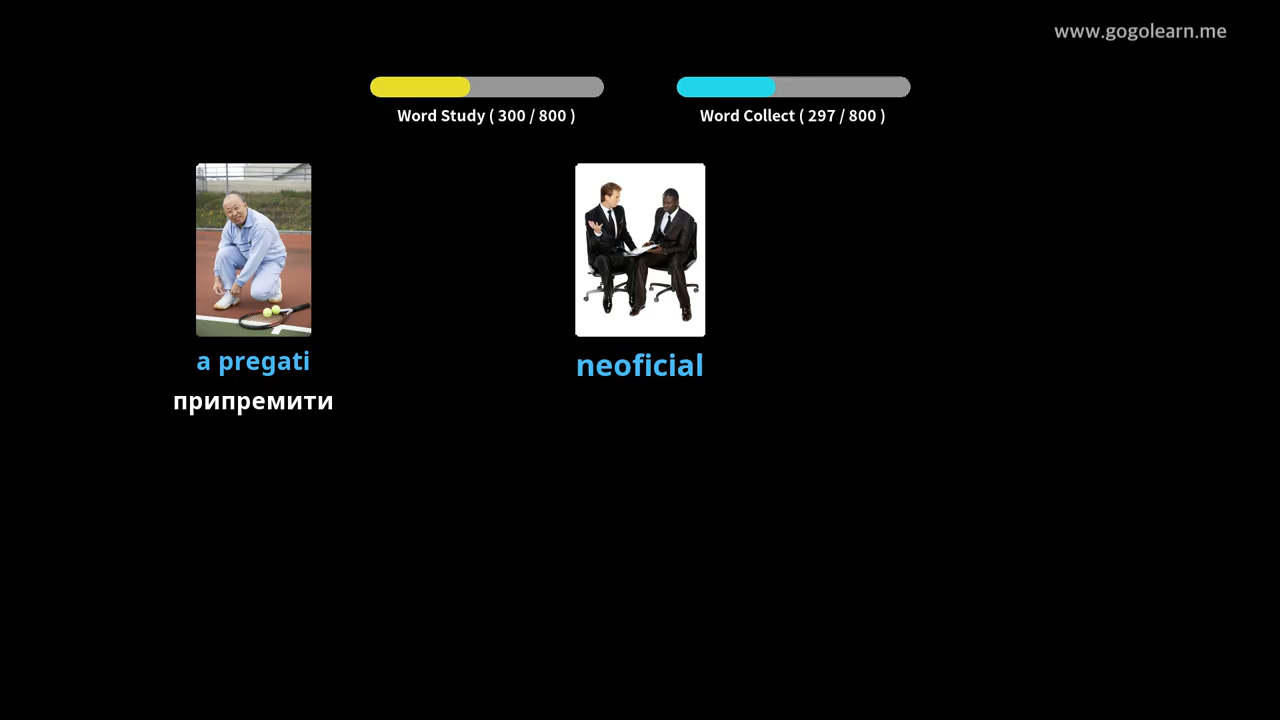 www.gogolearn.me
Word Study ( 300 / 800 )
Word Collect ( 297 / 800 )
a pregati
припремити
neoficial